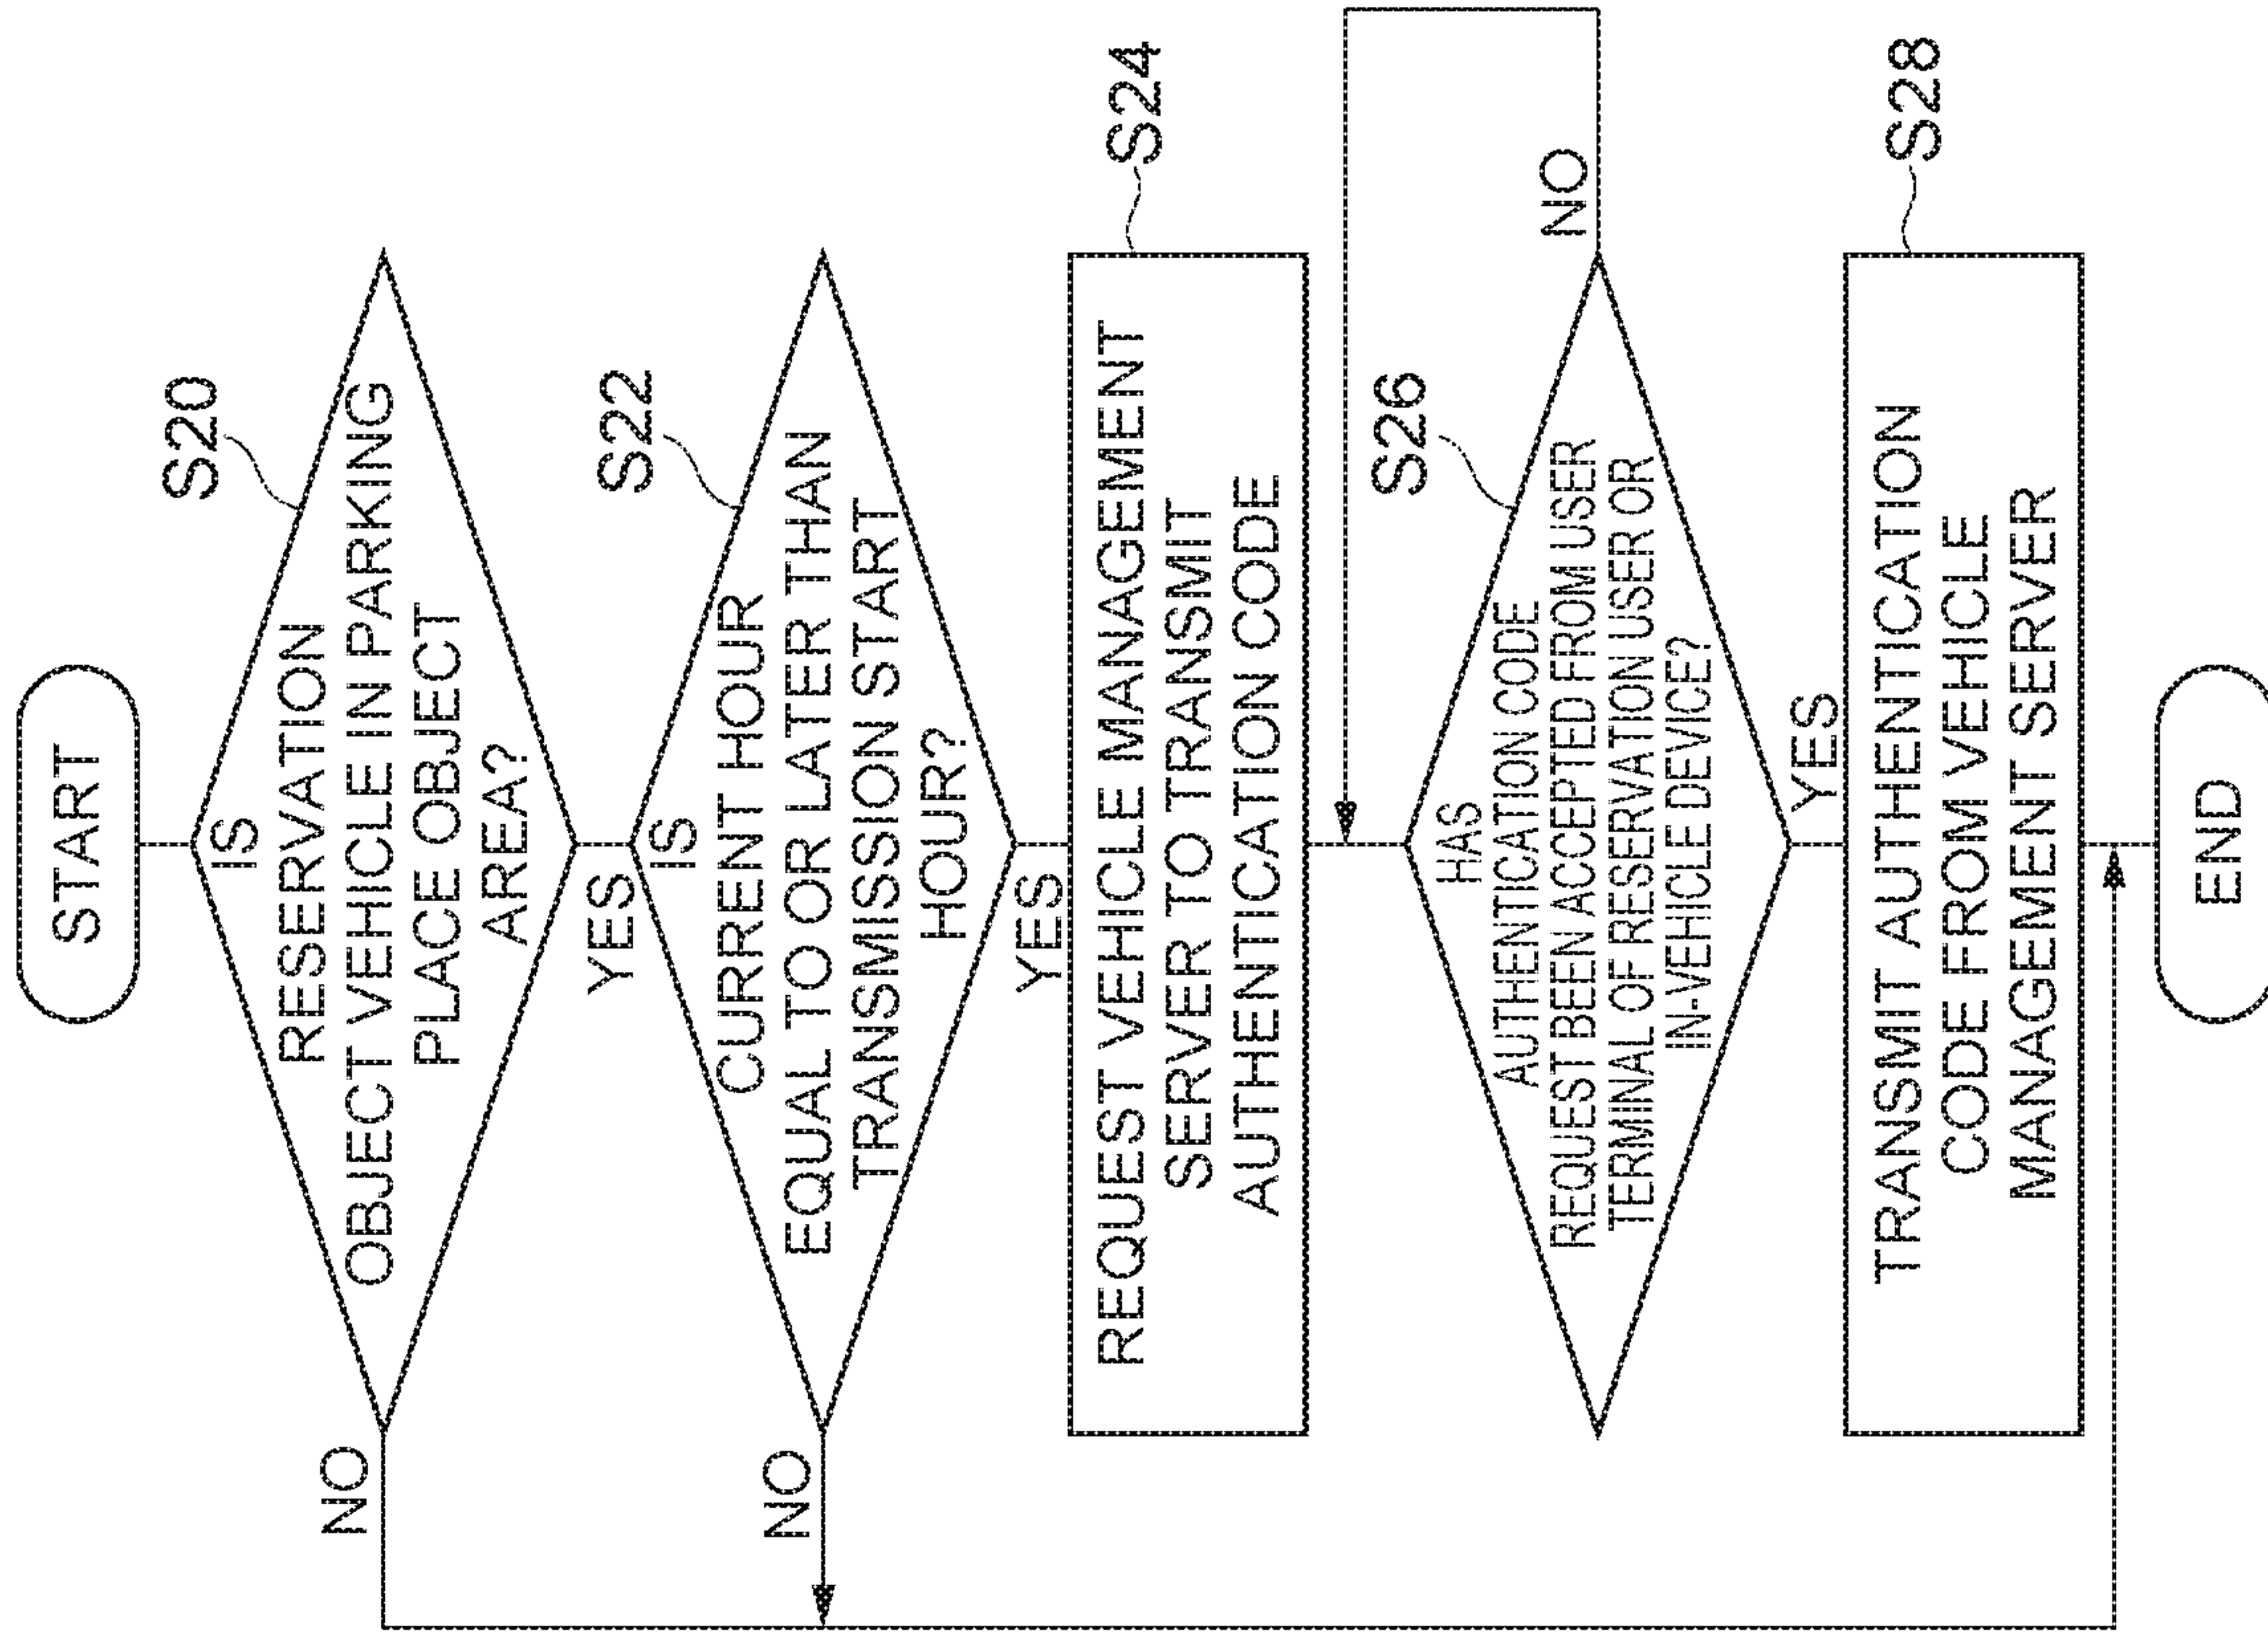 START
S20
IS
RESERVATION
OBJECT VEHICLE IN PARKING
PLACE OBJECT
AREA?
NO
YES
S22
IS
CURRENT HOUR
EQUAL TO OR LATER THAN
TRANSMISSION START
HOUR?
NO
YES
S24
REQUEST VEHICLE MANAGEMENT
SERVER TO TRANSMIT
AUTHENTICATION CODE
S26
HAS
AUTHENTICATION CODE
REQUEST BEEN ACCEPTED FROM USER
TERMINAL OF RESERVATION USER OR
IN-VEHICLE DEVICE?
NO
YES
S28
TRANSMIT AUTHENTICATION
CODE FROM VEHICLE
MANAGEMENT SERVER
END